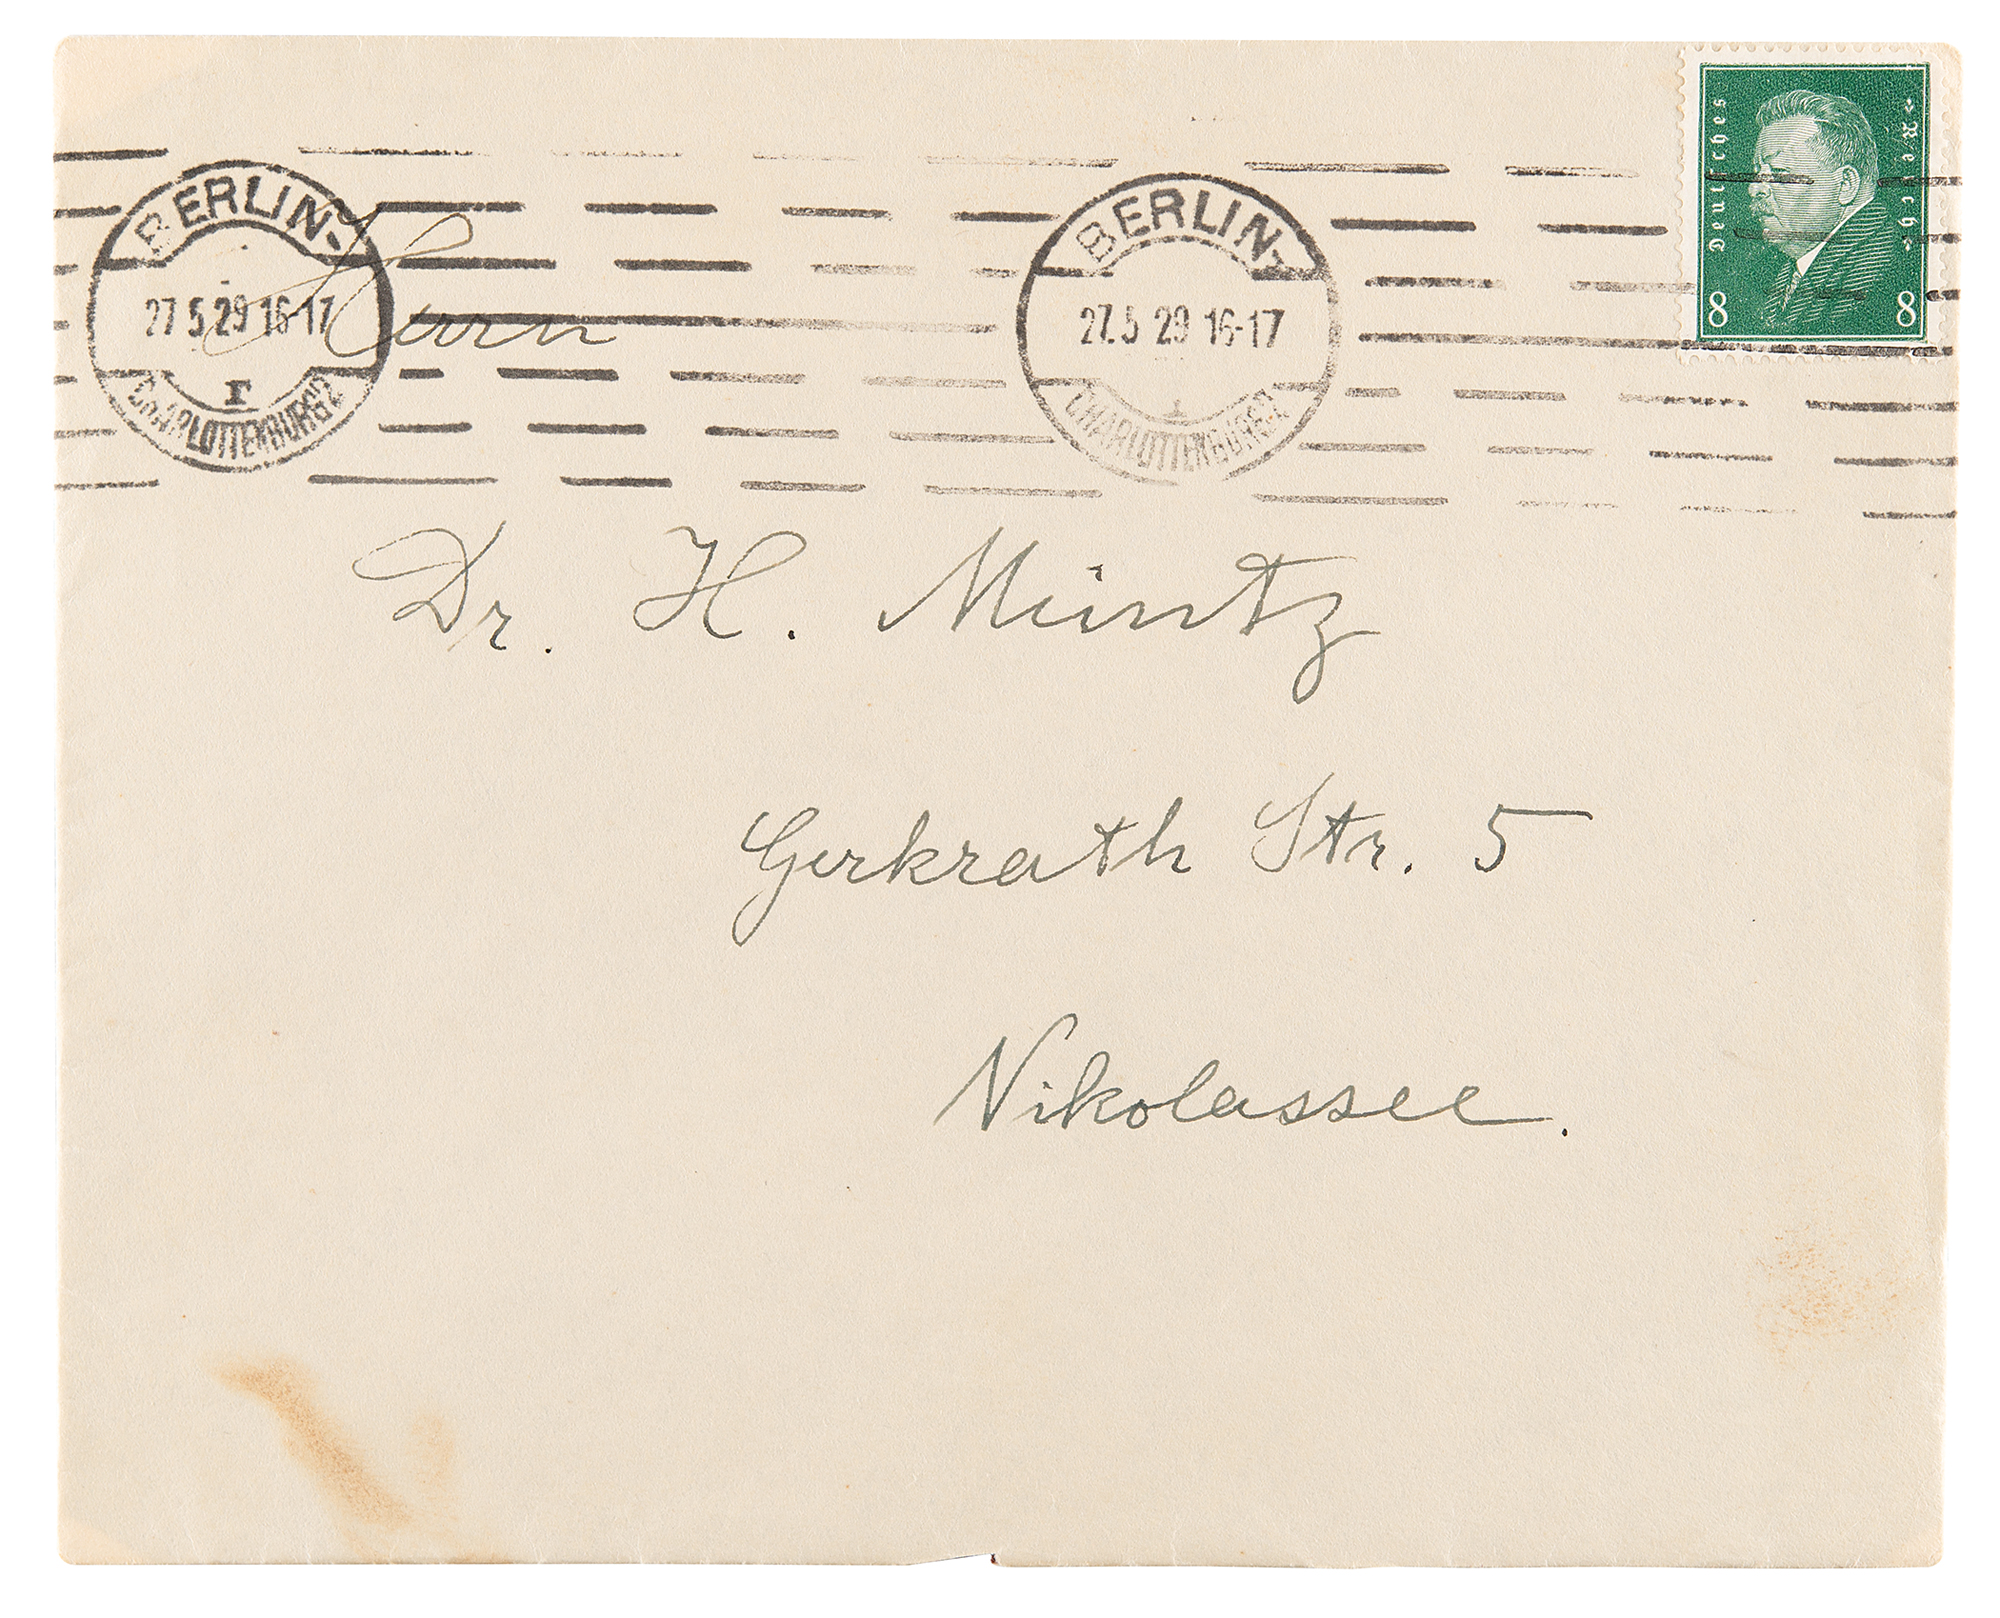 Deutsches Reich
8 8
BERLIN-
27.5.29 16-17
I
CHARLOTTENBURG 2
BERLIN-
27.5 29 16-17
I
CHARLOTTENBURG 2
Herrn
Dr. H. Müntz
Gerkrath Str. 5
Nikolassee.